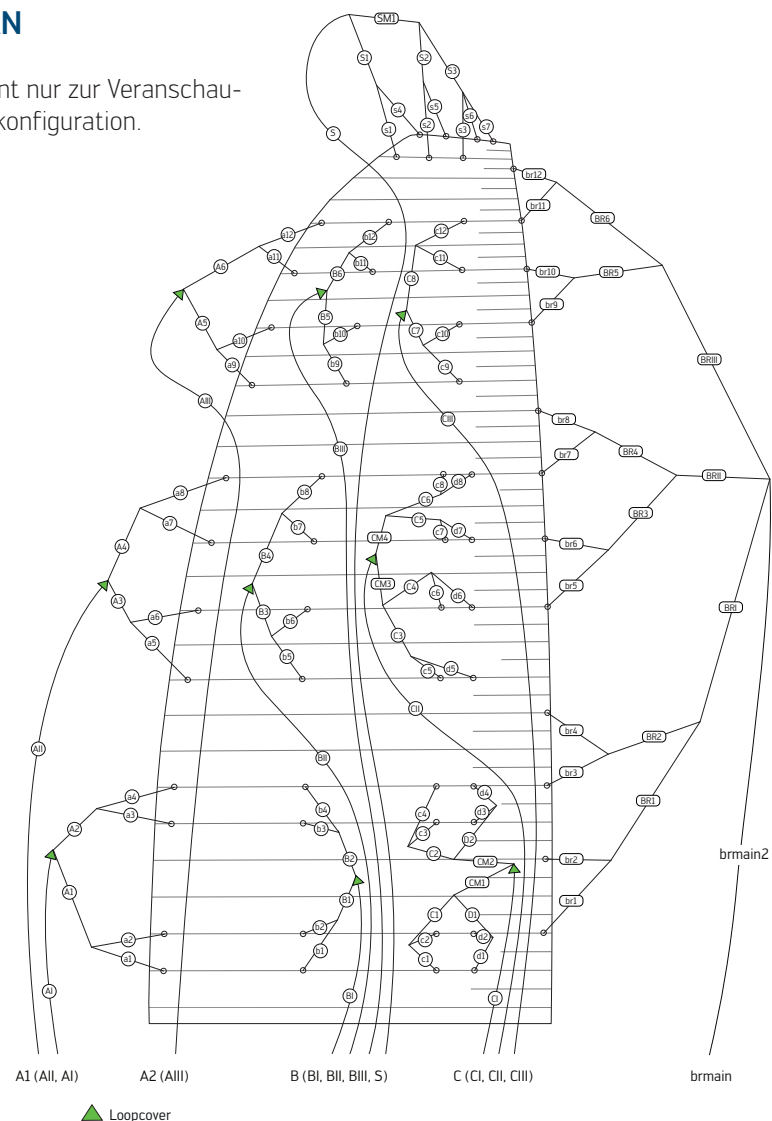 AN
nt nur zur Veranschau-
konfiguration.
SM1
S1 S2 S3
s4 s5 s6 s7
s1 s2 s3
S
br12
br11
BR6
a12 b12 c12
a11 b11 c11
A6 B6 C8
br10 BR5
br9
A5 B5 C7
a10 b10 c10
a9 b9 c9
BRIII
AIII BIII CIII
br8
br7 BR4
BRII
a8 b8 c8 d8
C6
a7 b7 C5 c7 d7
BR3
A4 B4 CM4
br6
CM3 C4 c6 d6
br5
A3 B3
a6 b6
BRI
a5 b5 C3
c5 d5
CII
br4
BR2
AII BII
br3
a4 b4 c4 d4
a3 b3 c3 d3
BR1
A2 B2 C2 D2
CM2 br2
brmain2
CM1
A1 B1 C1 D1
br1
a2 b2 c2 d2
a1 b1 c1 d1
AI BI CI
A1 (AII, AI) A2 (AIII) B (BI, BII, BIII, S) C (CI, CII, CIII) brmain
Loopcover